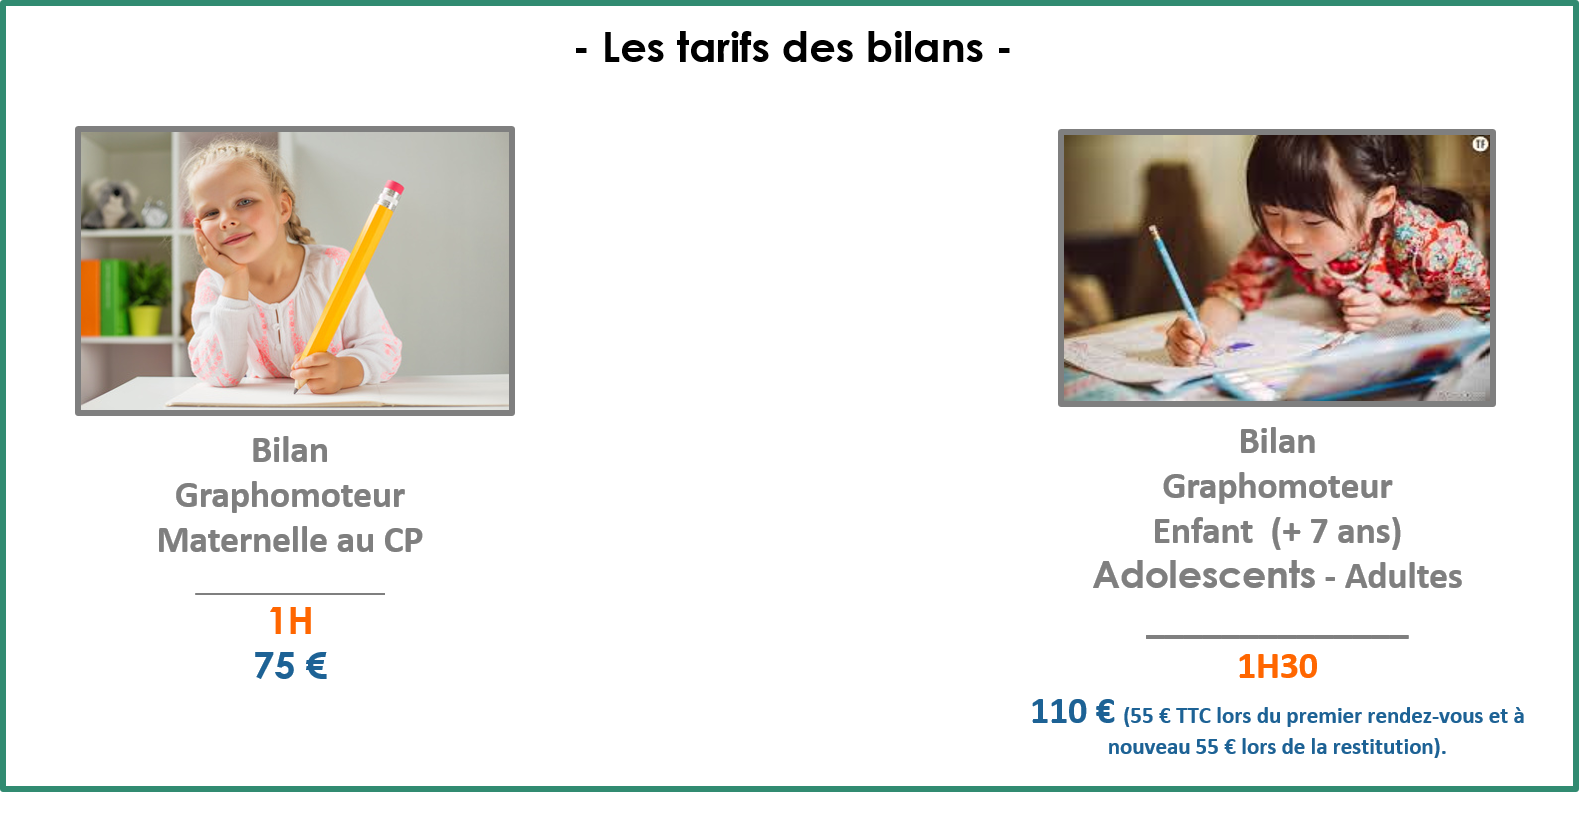 - Les tarifs des bilans -
TF
Bilan
Graphomoteur
Maternelle au CP
1H
75 €
Bilan
Graphomoteur
Enfant (+ 7 ans)
Adolescents - Adultes
1H30
110 € (55 € TTC lors du premier rendez-vous et à
nouveau 55 € lors de la restitution).